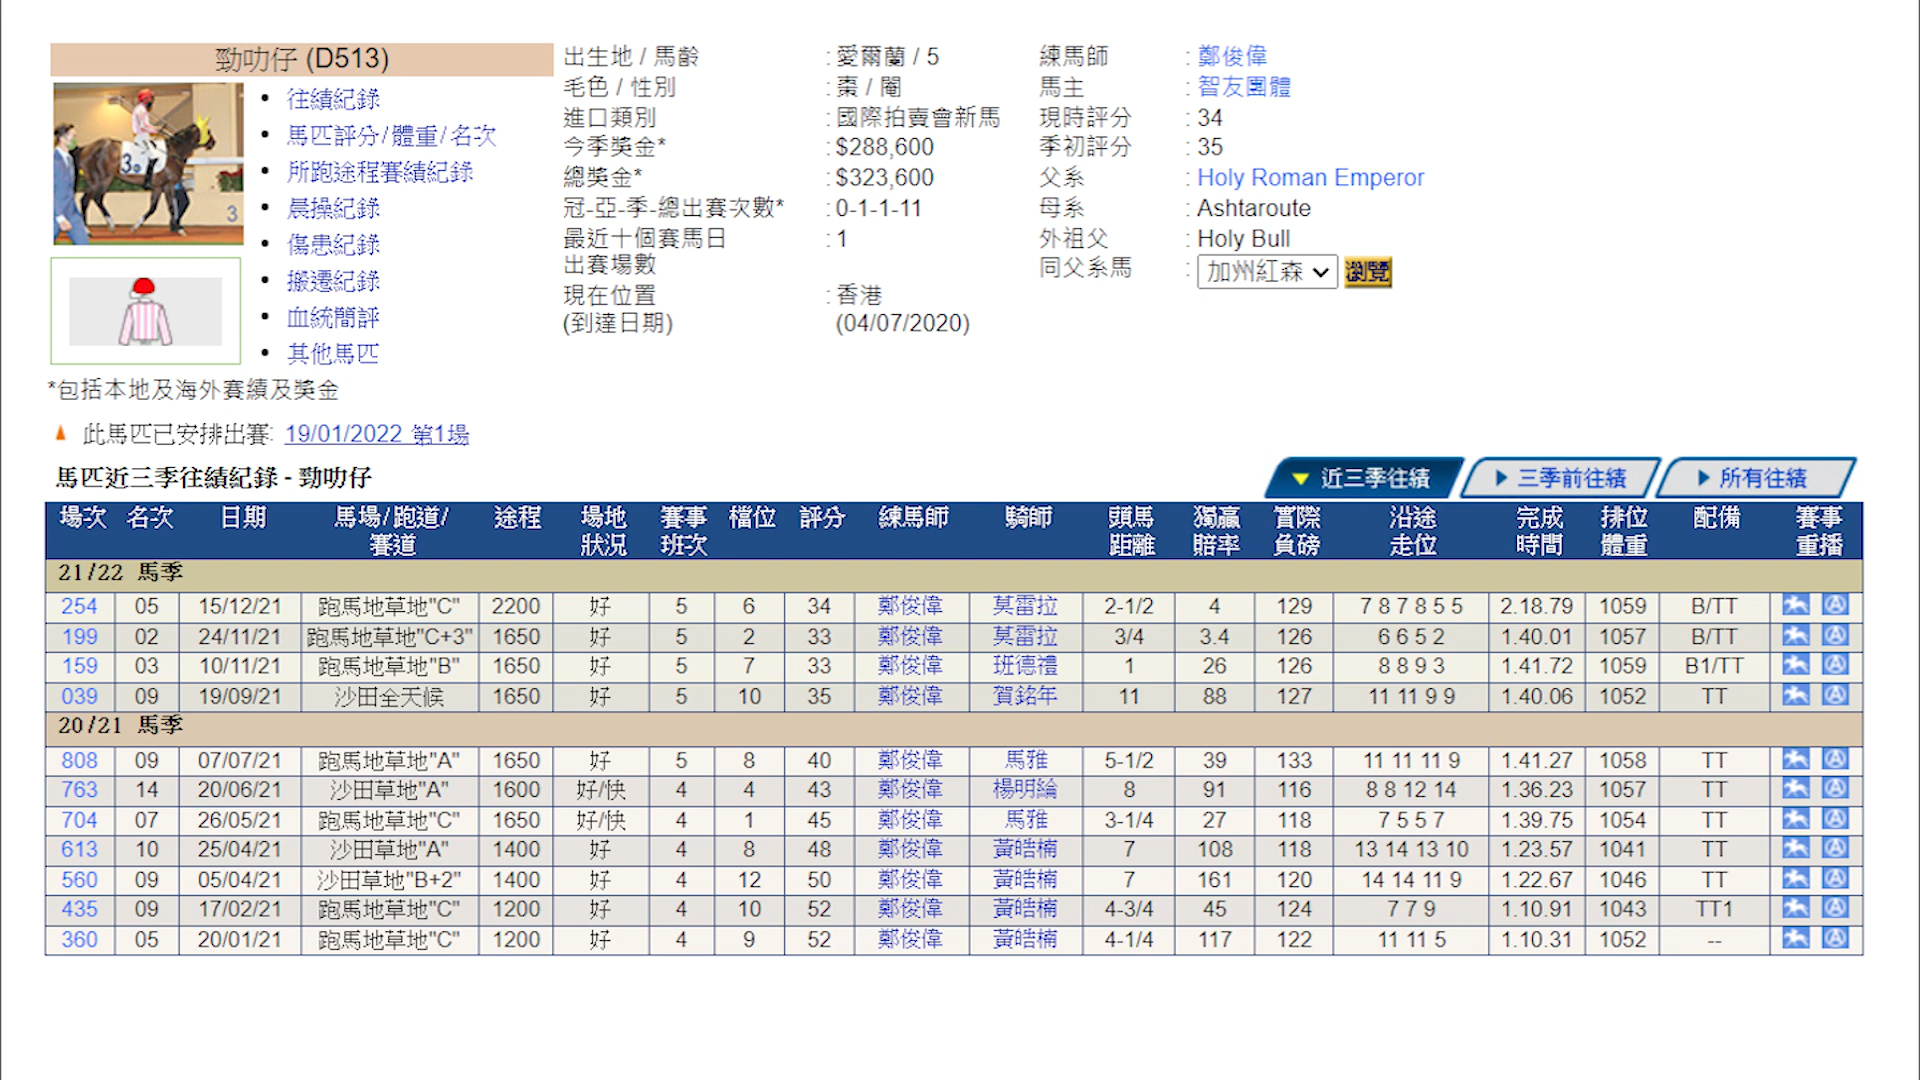 勁叻仔 (D513)
往績紀錄
馬匹評分/體重/名次
所跑途程賽績紀錄
晨操紀錄
傷患紀錄
搬遷紀錄
血統簡評
其他馬匹
3
3
出生地 / 馬齡 : 愛爾蘭 / 5
毛色 / 性別 : 棗 / 閹
進口類別 : 國際拍賣會新馬
今季獎金* : $288,600
總獎金* : $323,600
冠-亞-季-總出賽次數* : 0-1-1-11
最近十個賽馬日 : 1
出賽場數
現在位置 : 香港
(到達日期) (04/07/2020)
練馬師 : 鄭俊偉
馬主 : 智友團體
現時評分 : 34
季初評分 : 35
父系 : Holy Roman Emperor
母系 : Ashtaroute
外祖父 : Holy Bull
同父系馬 : 加州紅森 瀏覽
*包括本地及海外賽績及獎金
此馬匹已安排出賽: 19/01/2022 第1場
馬匹近三季往績紀錄 - 勁叻仔
近三季往績 三季前往績 所有往績
場次 名次 日期 馬場/跑道/賽道 途程 場地狀況 賽事班次 檔位 評分 練馬師 騎師 頭馬距離 獨贏賠率 實際負磅 沿途走位 完成時間 排位體重 配備 賽事重播
21/22 馬季
254 05 15/12/21 跑馬地草地"C" 2200 好 5 6 34 鄭俊偉 莫雷拉 2-1/2 4 129 7 8 7 8 5 5 2.18.79 1059 B/TT
199 02 24/11/21 跑馬地草地"C+3" 1650 好 5 2 33 鄭俊偉 莫雷拉 3/4 3.4 126 6 6 5 2 1.40.01 1057 B/TT
159 03 10/11/21 跑馬地草地"B" 1650 好 5 7 33 鄭俊偉 班德禮 1 26 126 8 8 9 3 1.41.72 1059 B1/TT
039 09 19/09/21 沙田全天候 1650 好 5 10 35 鄭俊偉 賀銘年 11 88 127 11 11 9 9 1.40.06 1052 TT
20/21 馬季
808 09 07/07/21 跑馬地草地"A" 1650 好 5 8 40 鄭俊偉 馬雅 5-1/2 39 133 11 11 11 9 1.41.27 1058 TT
763 14 20/06/21 沙田草地"A" 1600 好/快 4 4 43 鄭俊偉 楊明綸 8 91 116 8 8 12 14 1.36.23 1057 TT
704 07 26/05/21 跑馬地草地"C" 1650 好/快 4 1 45 鄭俊偉 馬雅 3-1/4 27 118 7 5 5 7 1.39.75 1054 TT
613 10 25/04/21 沙田草地"A" 1400 好 4 8 48 鄭俊偉 黃皓楠 7 108 118 13 14 13 10 1.23.57 1041 TT
560 09 05/04/21 沙田草地"B+2" 1400 好 4 12 50 鄭俊偉 黃皓楠 7 161 120 14 14 11 9 1.22.67 1046 TT
435 09 17/02/21 跑馬地草地"C" 1200 好 4 10 52 鄭俊偉 黃皓楠 4-3/4 45 124 7 7 9 1.10.91 1043 TT1
360 05 20/01/21 跑馬地草地"C" 1200 好 4 9 52 鄭俊偉 黃皓楠 4-1/4 117 122 11 11 5 1.10.31 1052 --